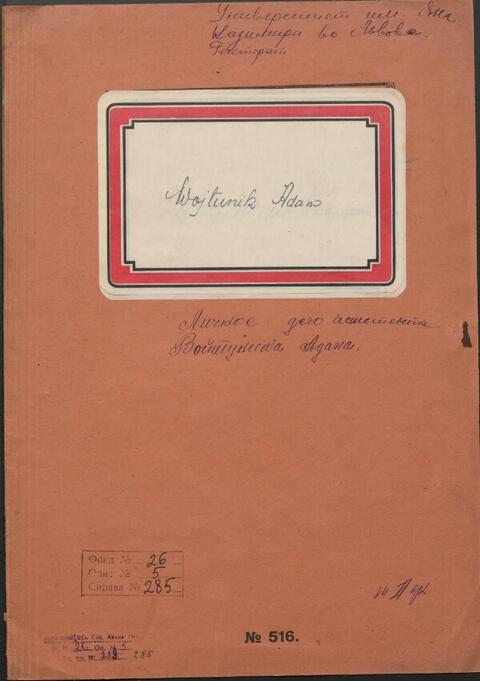 Университет им. Яна
Казимира во Львове.
Ректорат
Wojtunik Adam
Личное дело ассистента
Войтуника Адама.
Фонд № 26
Опис № 5
Справа № 285
№ 516.
285